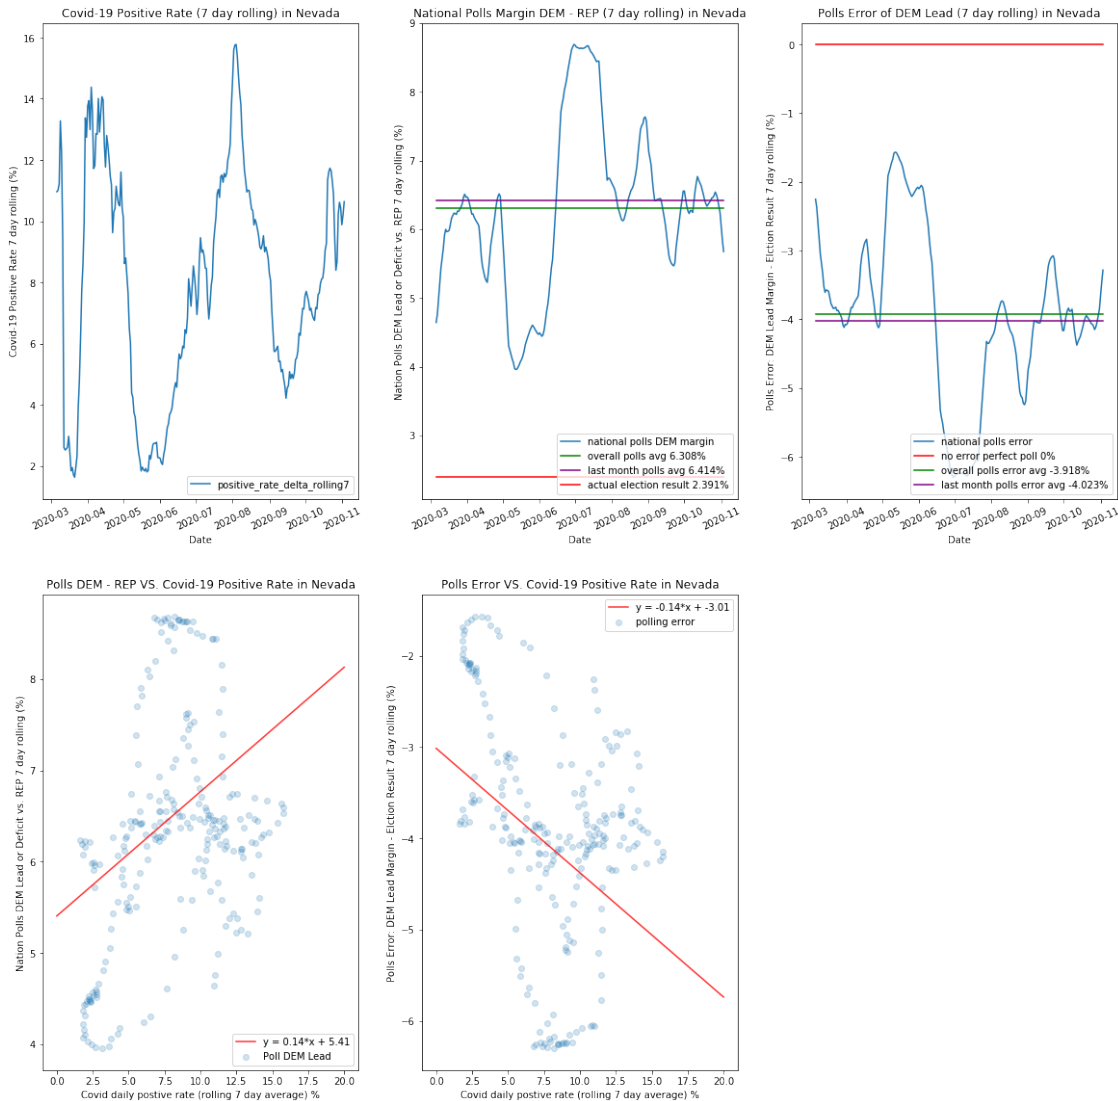 Covid-19 Positive Rate (7 day rolling) in Nevada
Covid-19 Positive Rate 7 day rolling (%)
16
14
12
10
8
6
4
2
positive_rate_delta_rolling7
2020-03
2020-04
2020-05
2020-06
2020-07
2020-08
2020-09
2020-10
2020-11
Date
National Polls Margin DEM - REP (7 day rolling) in Nevada
Nation Polls DEM Lead or Deficit vs. REP 7 day rolling (%)
9
8
7
6
5
4
3
national polls DEM margin
overall polls avg 6.308%
last month polls avg 6.414%
actual election result 2.391%
2020-03
2020-04
2020-05
2020-06
2020-07
2020-08
2020-09
2020-10
2020-11
Date
Polls Error of DEM Lead (7 day rolling) in Nevada
Polls Error: DEM Lead Margin - Elction Result 7 day rolling (%)
0
−1
−2
−3
−4
−5
−6
national polls error
no error perfect poll 0%
overall polls error avg -3.918%
last month polls error avg -4.023%
2020-03
2020-04
2020-05
2020-06
2020-07
2020-08
2020-09
2020-10
2020-11
Date
Polls DEM - REP VS. Covid-19 Positive Rate in Nevada
Nation Polls DEM Lead or Deficit vs. REP 7 day rolling (%)
8
7
6
5
4
y = 0.14*x + 5.41
Poll DEM Lead
0.0
2.5
5.0
7.5
10.0
12.5
15.0
17.5
20.0
Covid daily postive rate (rolling 7 day average) %
Polls Error VS. Covid-19 Positive Rate in Nevada
Polls Error: DEM Lead Margin - Elction Result 7 day rolling (%)
y = -0.14*x + -3.01
polling error
−2
−3
−4
−5
−6
0.0
2.5
5.0
7.5
10.0
12.5
15.0
17.5
20.0
Covid daily postive rate (rolling 7 day average) %